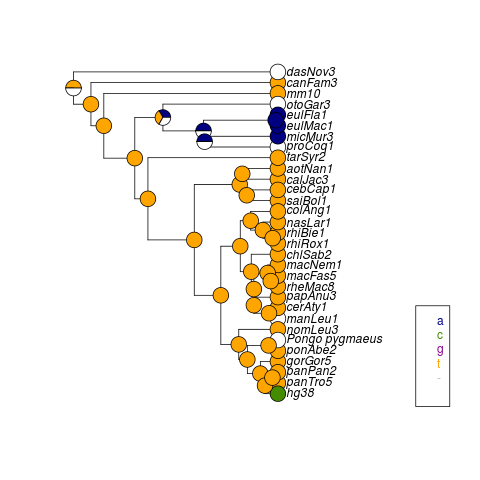 dasNov3
canFam3
mm10
otoGar3
eulFla1
eulMac1
micMur3
proCoq1
tarSyr2
aotNan1
calJac3
cebCap1
saiBol1
colAng1
nasLar1
rhiBie1
rhiRox1
chlSab2
macNem1
macFas5
rheMac8
papAnu3
cerAty1
manLeu1
nomLeu3
Pongo pygmaeus
ponAbe2
gorGor5
panPan2
panTro5
hg38
a
c
g
t
-